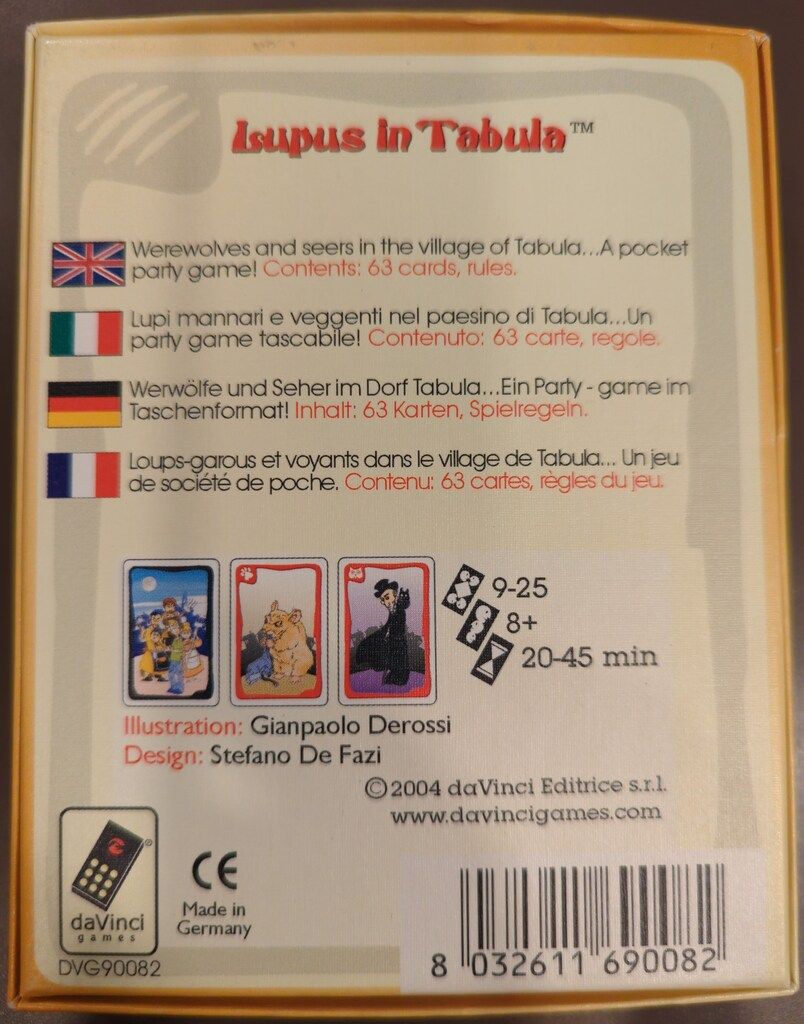 Lupus in Tabula™
Werewolves and seers in the village of Tabula...A pocket
party game! Contents: 63 cards, rules.
Lupi mannari e veggenti nel paesino di Tabula...Un
party game tascabile! Contenuto: 63 carte, regole.
Werwölfe und Seher im Dorf Tabula...Ein Party - game im
Taschenformat! Inhalt: 63 Karten, Spielregeln.
Loups-garous et voyants dans le village de Tabula... Un jeu
de société de poche. Contenu: 63 cartes, règles du jeu.
9-25
8+
20-45 min
Illustration: Gianpaolo Derossi
Design: Stefano De Fazi
©2004 daVinci Editrice s.r.l.
www.davincigames.com
®
daVinci
games
CE
Made in
Germany
DVG90082
8 032611 690082